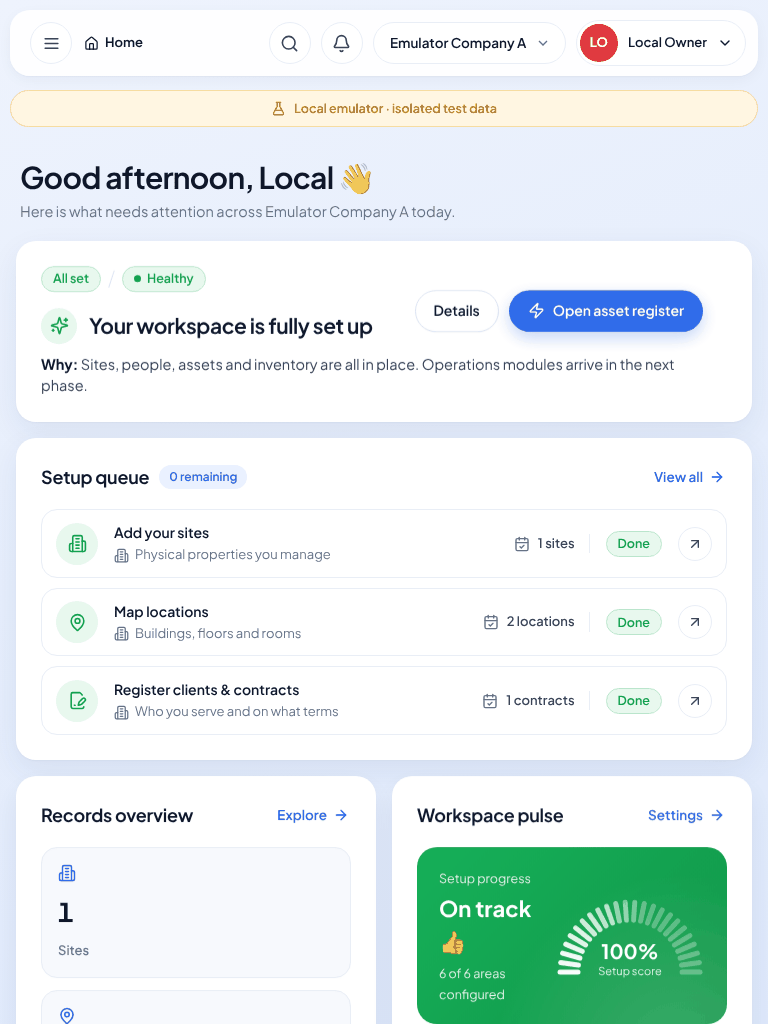 Home
Emulator Company A
LO
Local Owner
Local emulator · isolated test data
Good afternoon, Local 👋
Here is what needs attention across Emulator Company A today.
All set / Healthy
Your workspace is fully set up
Details
Open asset register
Why: Sites, people, assets and inventory are all in place. Operations modules arrive in the next
phase.
Setup queue
0 remaining
View all
Add your sites
Physical properties you manage
1 sites
Done
Map locations
Buildings, floors and rooms
2 locations
Done
Register clients & contracts
Who you serve and on what terms
1 contracts
Done
Records overview
Explore
1
Sites
Workspace pulse
Settings
Setup progress
On track
👍
6 of 6 areas
configured
100%
Setup score